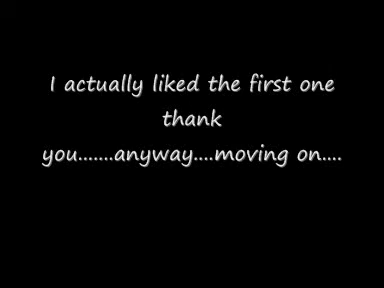 I actually liked the first one
thank
you.......anyway....moving on....